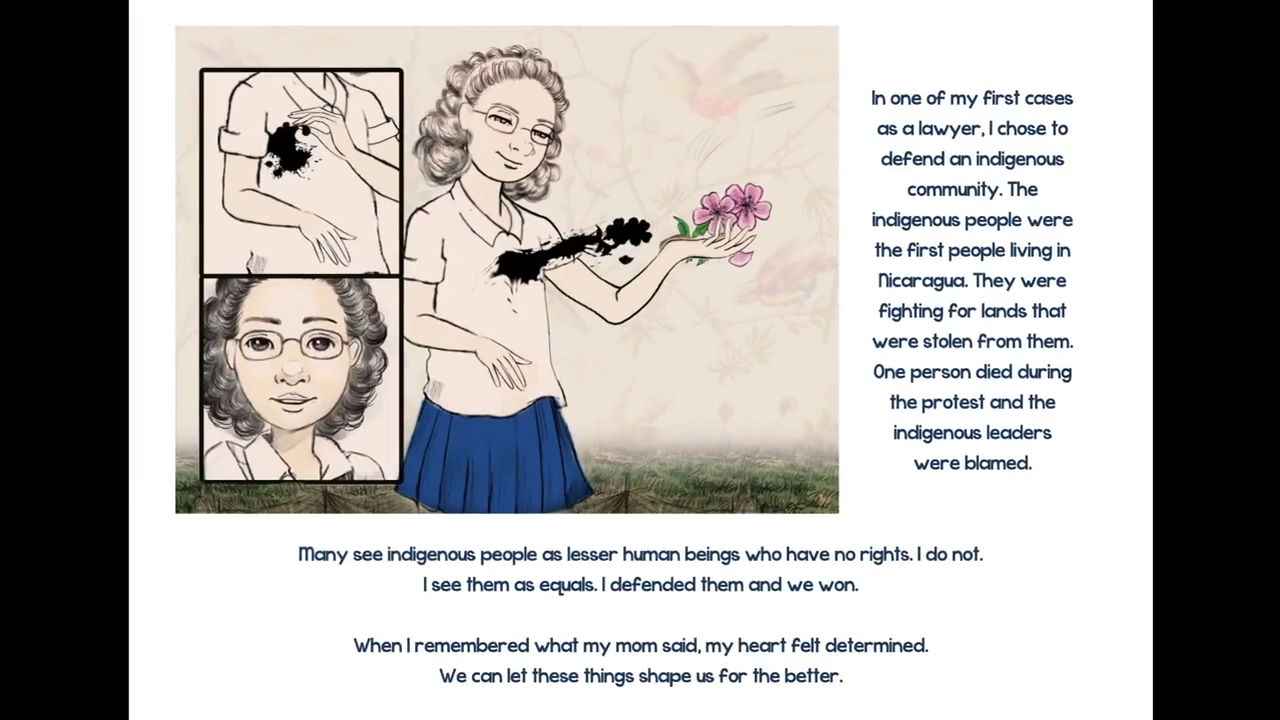 In one of my first cases
as a lawyer, I chose to
defend an indigenous
community. The
indigenous people were
the first people living in
Nicaragua. They were
fighting for lands that
were stolen from them.
One person died during
the protest and the
indigenous leaders
were blamed.
Many see indigenous people as lesser human beings who have no rights. I do not.
I see them as equals. I defended them and we won.
When I remembered what my mom said, my heart felt determined.
We can let these things shape us for the better.